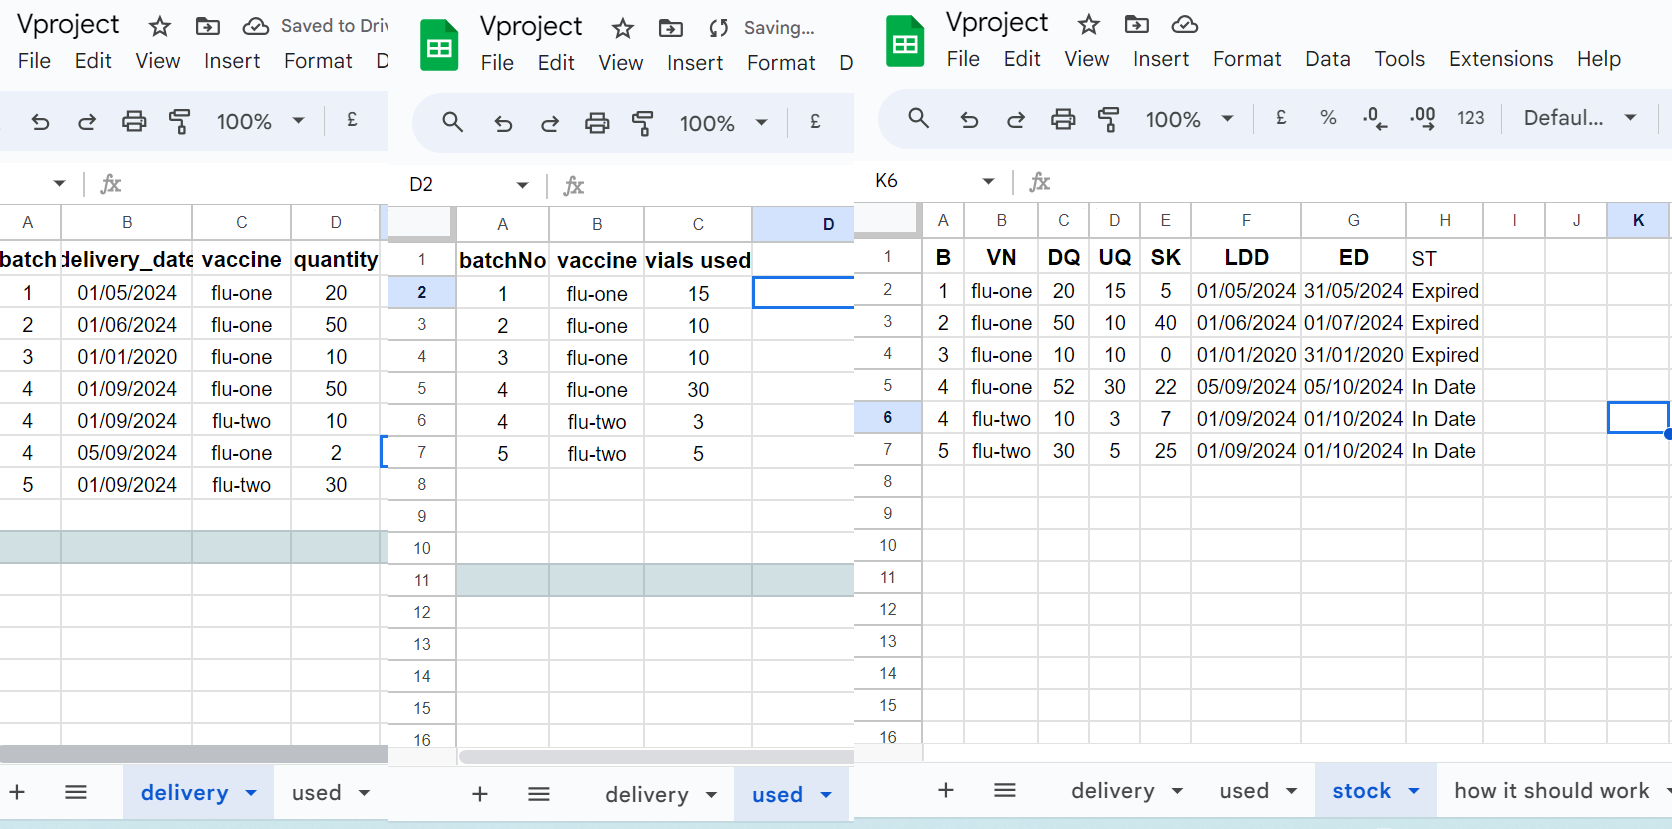 Vproject Saved to Driv
File Edit View Insert Format D
100% £
fx
A B C D
batch delivery_date vaccine quantity
1 01/05/2024 flu-one 20
2 01/06/2024 flu-one 50
3 01/01/2020 flu-one 10
4 01/09/2024 flu-one 50
4 01/09/2024 flu-two 10
4 05/09/2024 flu-one 2
5 01/09/2024 flu-two 30
+ delivery used
Vproject Saving...
File Edit View Insert Format D
100% £
D2 fx
A B C D
1 batchNo vaccine vials used
2 1 flu-one 15
3 2 flu-one 10
4 3 flu-one 10
5 4 flu-one 30
6 4 flu-two 3
7 5 flu-two 5
8
9
10
11
12
13
14
15
16
+ delivery used
Vproject
File Edit View Insert Format Data Tools Extensions Help
100% £ % .0 .00 123 Defaul...
K6 fx
A B C D E F G H I J K
1 B VN DQ UQ SK LDD ED ST
2 1 flu-one 20 15 5 01/05/2024 31/05/2024 Expired
3 2 flu-one 50 10 40 01/06/2024 01/07/2024 Expired
4 3 flu-one 10 10 0 01/01/2020 31/01/2020 Expired
5 4 flu-one 52 30 22 05/09/2024 05/10/2024 In Date
6 4 flu-two 10 3 7 01/09/2024 01/10/2024 In Date
7 5 flu-two 30 5 25 01/09/2024 01/10/2024 In Date
8
9
10
11
12
13
14
15
16
+ delivery used stock how it should work